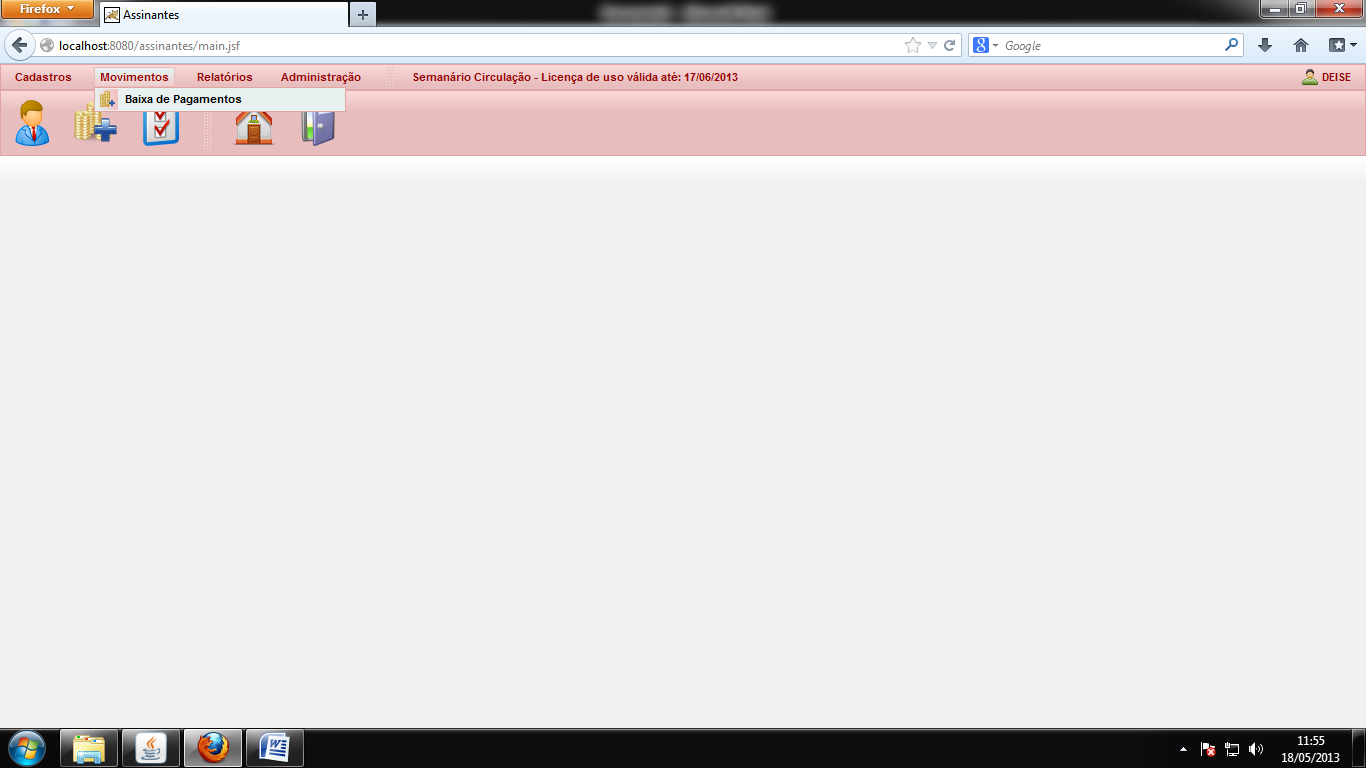 Firefox
Assinantes
localhost:8080/assinantes/main.jsf
Google
Cadastros Movimentos Relatórios Administração Semanário Circulação - Licença de uso válida até: 17/06/2013 DEISE
Baixa de Pagamentos
11:55
18/05/2013